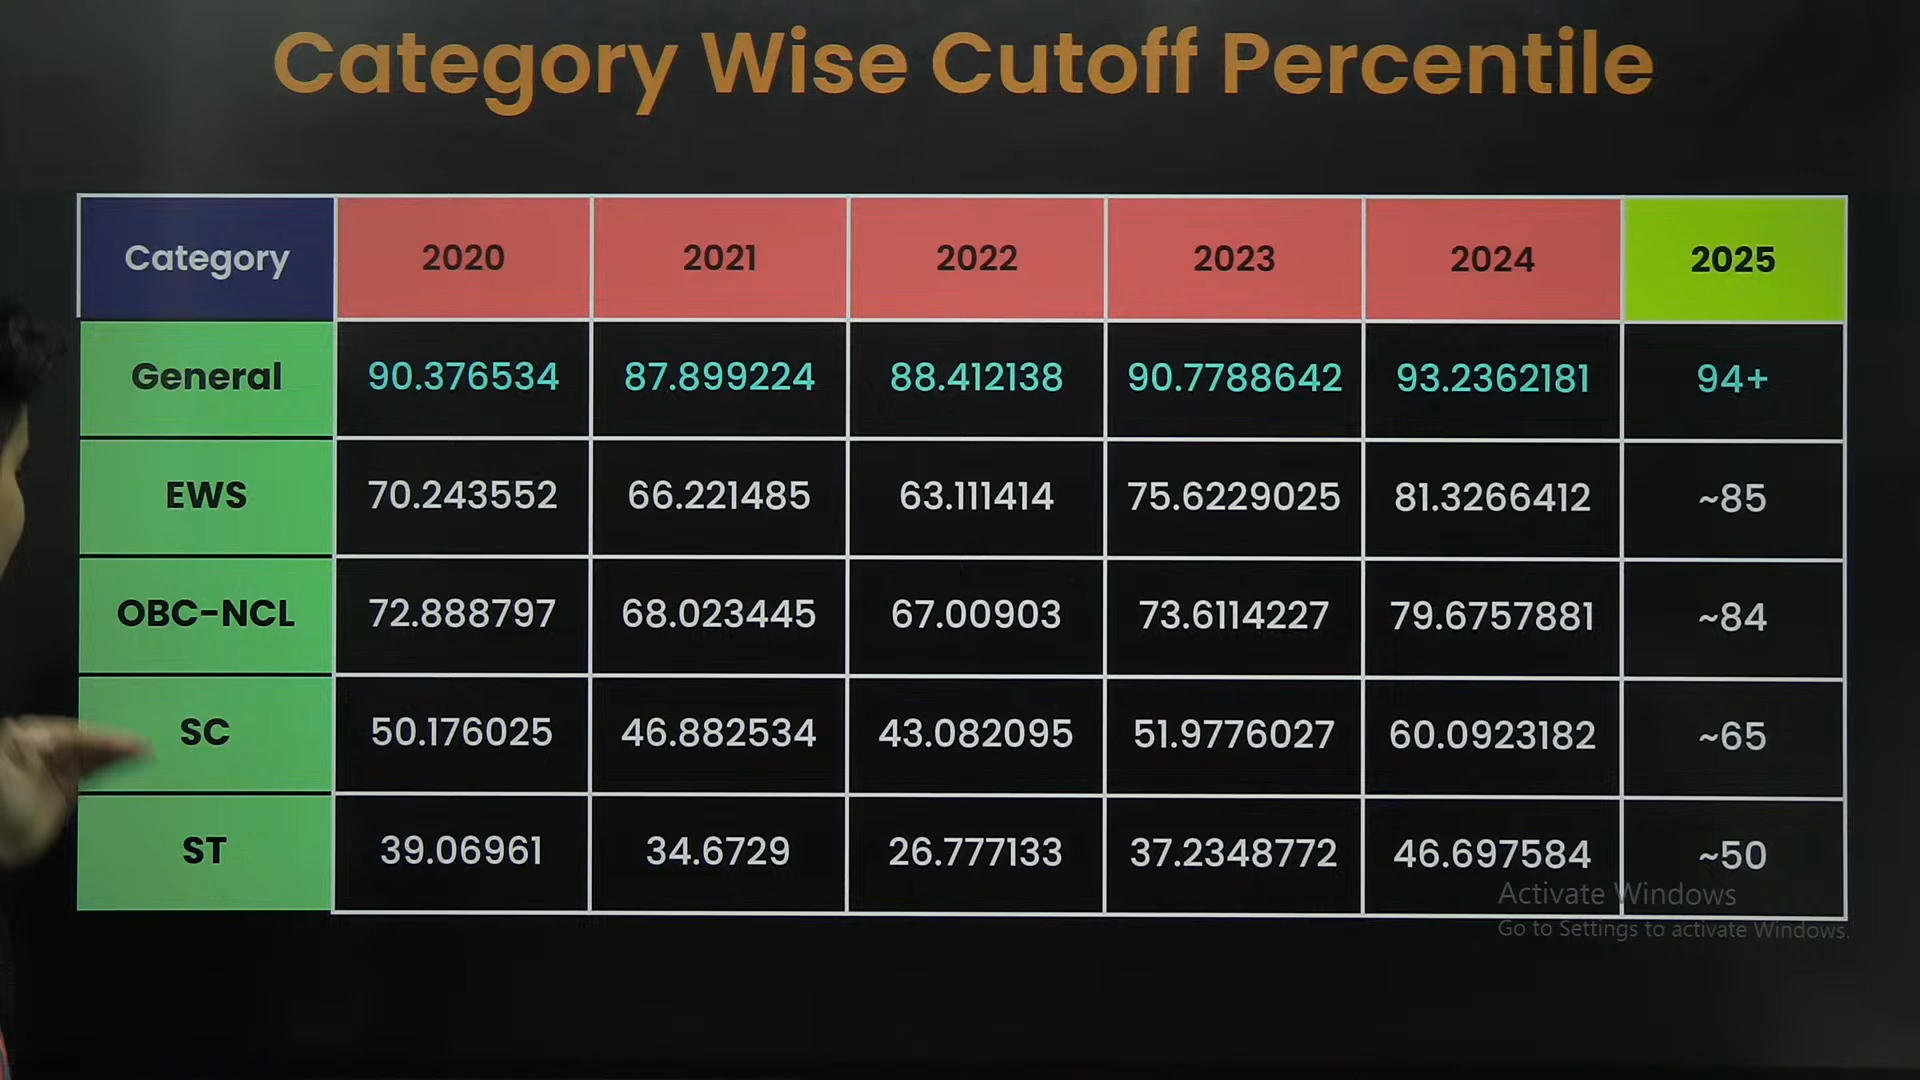 Category Wise Cutoff Percentile
Category 2020 2021 2022 2023 2024 2025
General 90.376534 87.899224 88.412138 90.7788642 93.2362181 94+
EWS 70.243552 66.221485 63.111414 75.6229025 81.3266412 ~85
OBC-NCL 72.888797 68.023445 67.00903 73.6114227 79.6757881 ~84
SC 50.176025 46.882534 43.082095 51.9776027 60.0923182 ~65
ST 39.06961 34.6729 26.777133 37.2348772 46.697584 ~50
Activate Windows
Go to Settings to activate Windows.